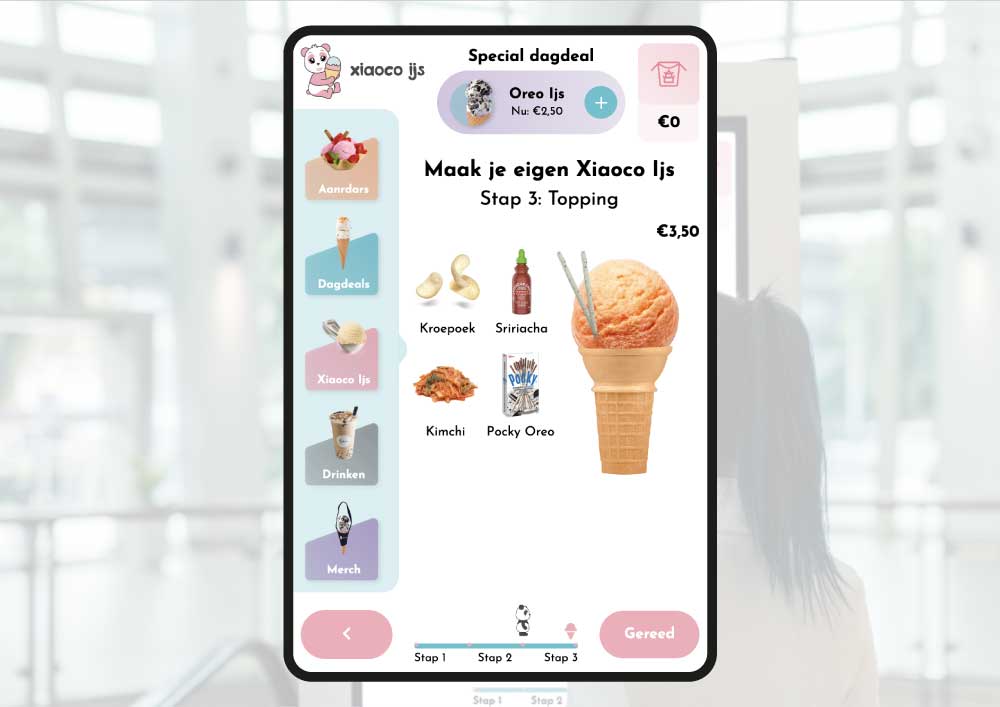 xiaoco ijs
Special dagdeal
Oreo Ijs
Nu: €2,50
€0
Aanrdars
Dagdeals
Xiaoco Ijs
Drinken
Merch
Maak je eigen Xiaoco Ijs
Stap 3: Topping
€3,50
Kroepoek
Sririacha
Kimchi
POCKY
Pocky Oreo
Stap 1
Stap 2
Stap 3
Gereed
Stap 1
Stap 2